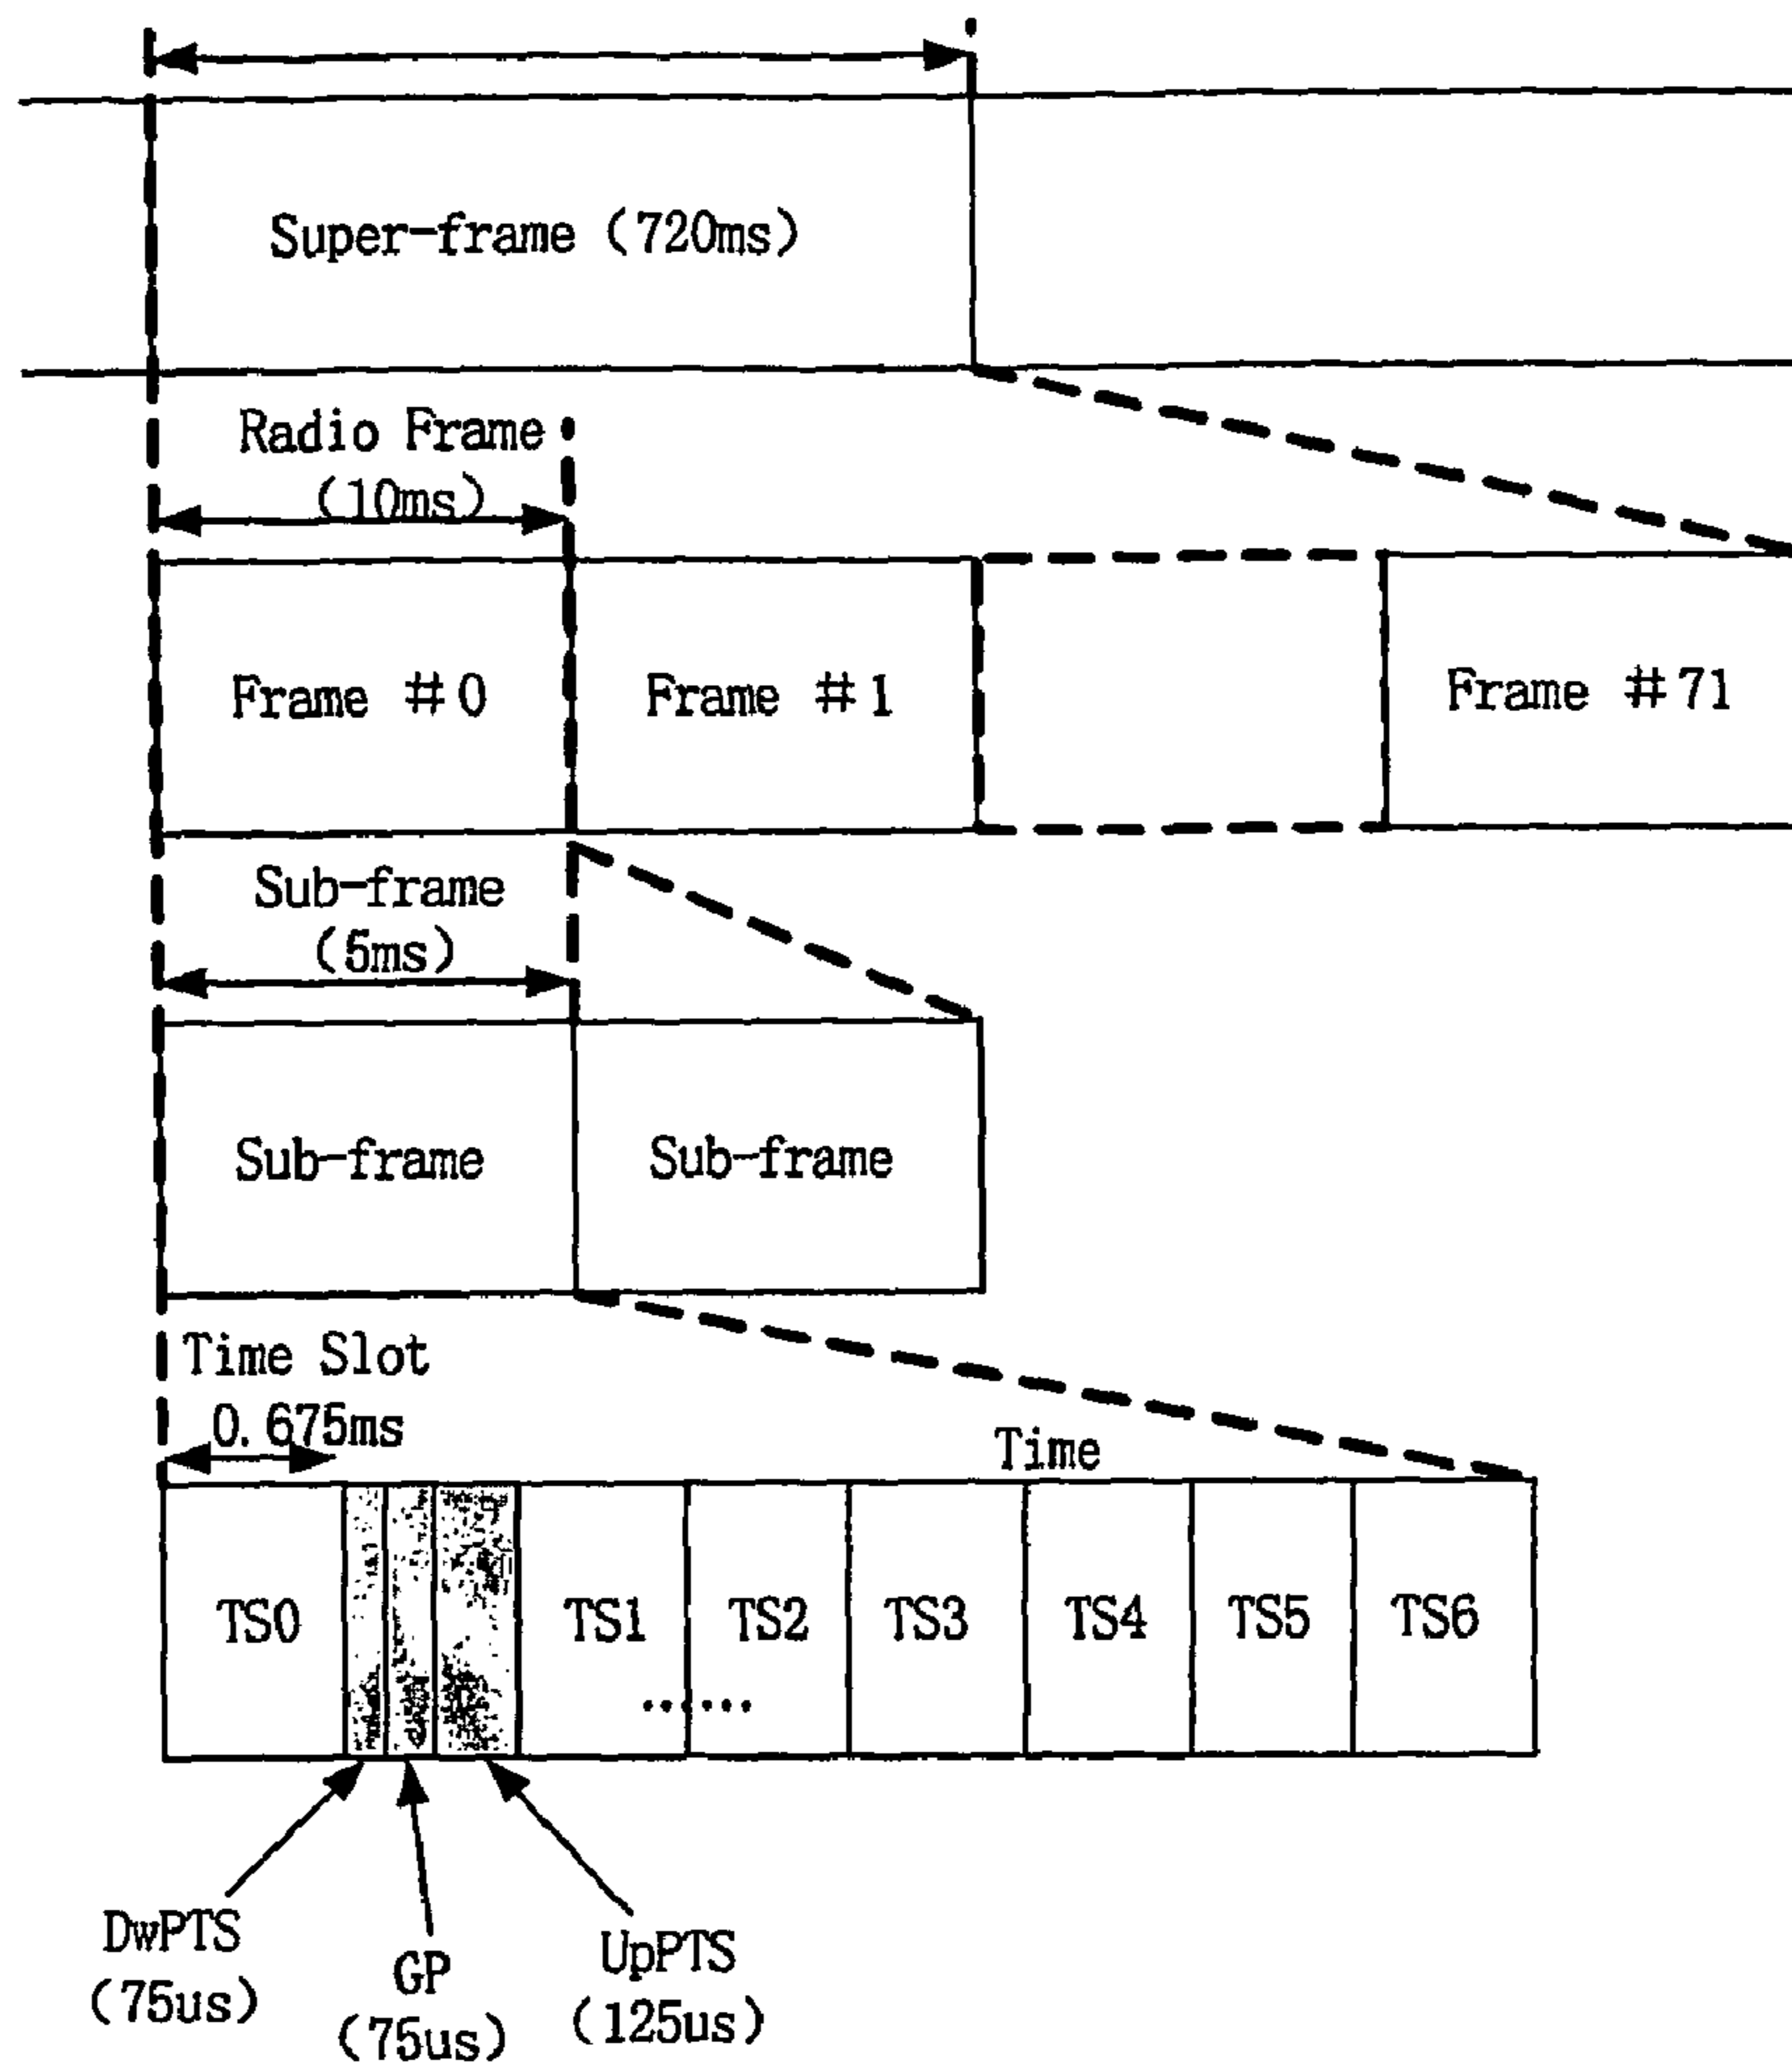 Super-frame (720ms)
Radio Frame
(10ms)
Frame #0
Frame #1
Frame #71
Sub-frame
(5ms)
Sub-frame
Sub-frame
Time Slot
0.675ms
Time
TS0
TS1
TS2
TS3
TS4
TS5
TS6
......
DwPTS
(75us)
GP
(75us)
UpPTS
(125us)